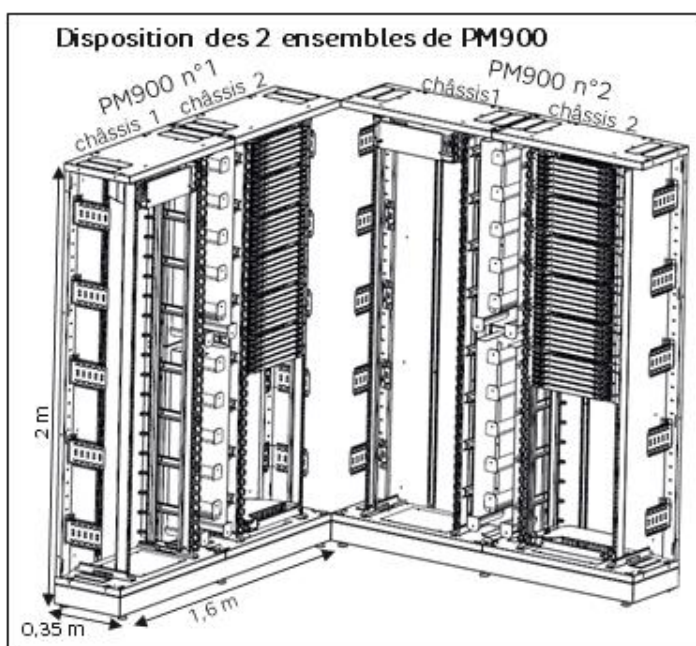 Disposition des 2 ensembles de PM900
PM900 n°1
châssis 1
châssis 2
PM900 n°2
châssis1
châssis 2
2 m
1,6 m
0,35 m